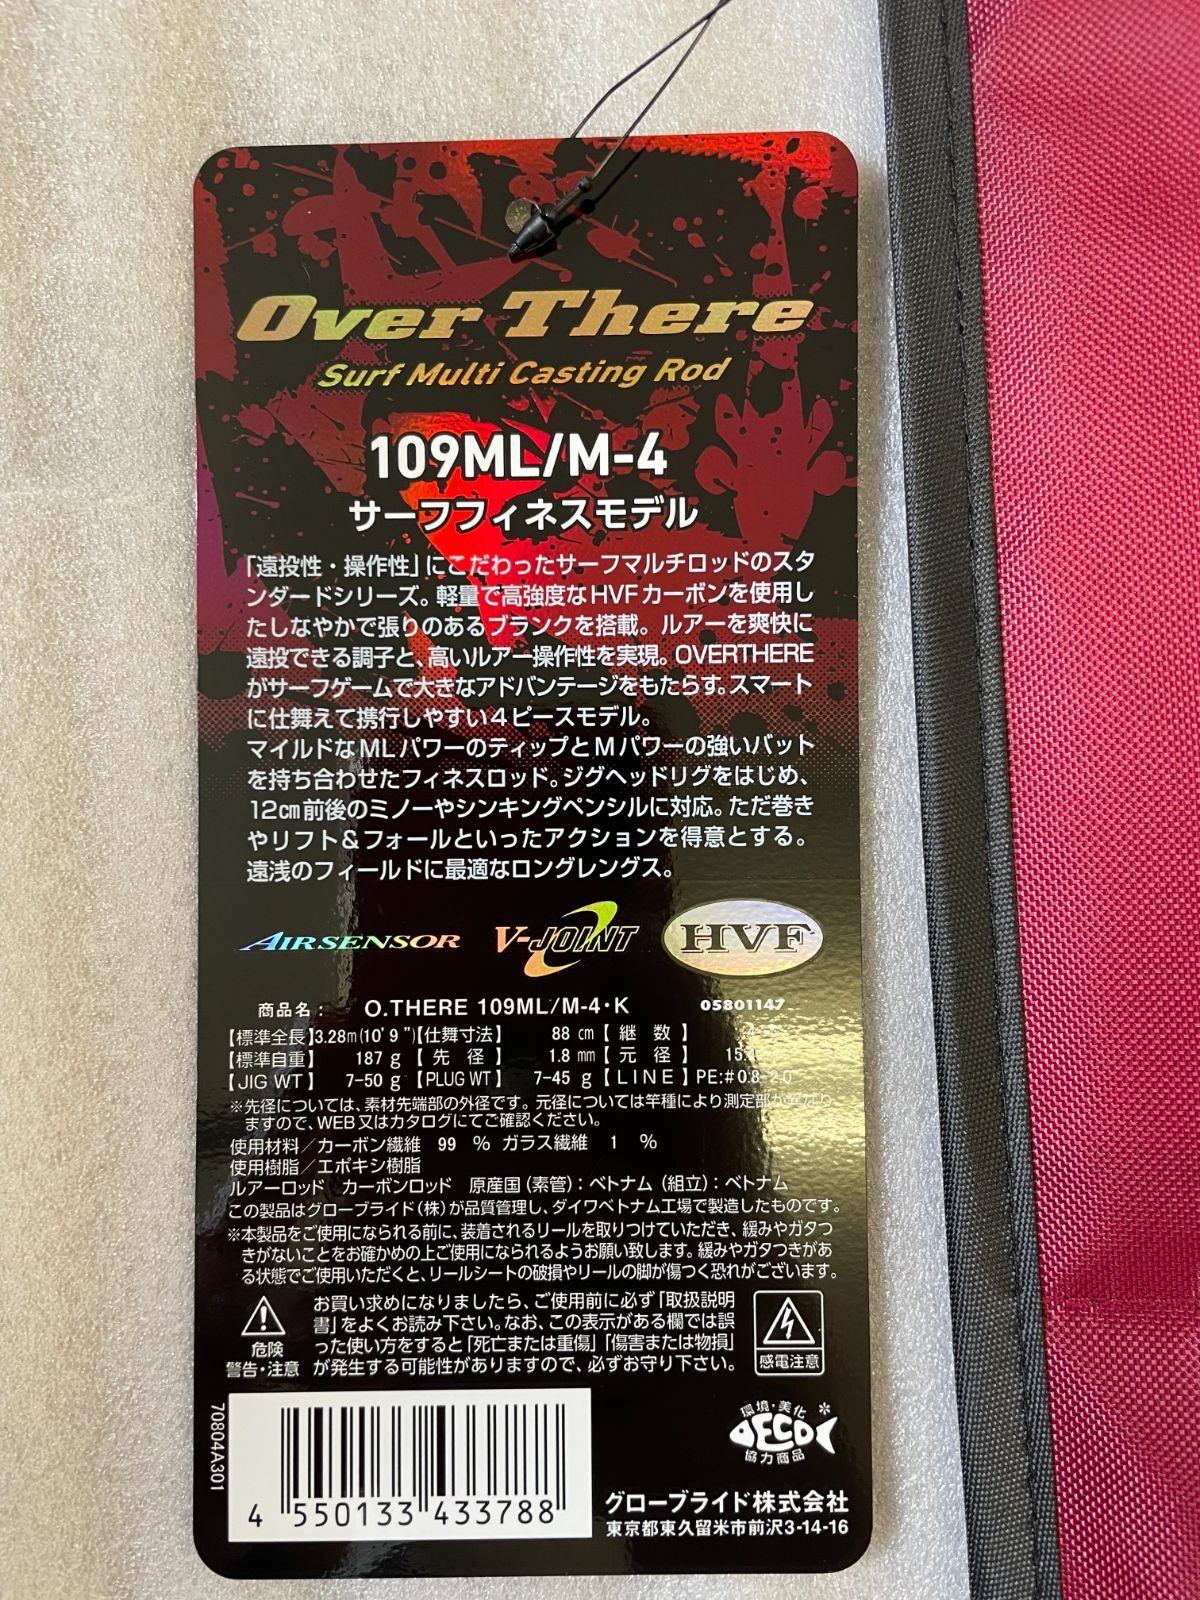 Over There
Surf Multi Casting Rod
109ML/M-4
サーフフィネスモデル
「遠投性・操作性」にこだわったサーフマルチロッドのスタ
ンダードシリーズ。軽量で高強度なHVFカーボンを使用し
たしなやかで張りのあるブランクを搭載。ルアーを爽快に
遠投できる調子と、高いルアー操作性を実現。OVERTHERE
がサーフゲームで大きなアドバンテージをもたらす。スマート
に仕舞えて携行しやすい4ピースモデル。
マイルドなMLパワーのティップとMパワーの強いバット
を持ち合わせたフィネスロッド。ジグヘッドリグをはじめ、
12cm前後のミノーやシンキングペンシルに対応。ただ巻き
やリフト&フォールといったアクションを得意とする。
遠浅のフィールドに最適なロングレングス。
AIRSENSOR V-JOINT HVF
商品名: O.THERE 109ML/M-4・K 05801147
【標準全長】3.28m(10'9")【仕舞寸法】 88cm【継数】
【標準自重】 187g【先径】 1.8mm【元径】
【JIG WT】 7-50g【PLUG WT】 7-45g【LINE】PE:#0.8-2.0
※先径については、素材先端部の外径です。元径については竿種により測定部が異なり
ますので、WEB又はカタログにてご確認ください。
使用材料/カーボン繊維 99 % ガラス繊維 1 %
使用樹脂/エポキシ樹脂
ルアーロッド カーボンロッド 原産国(素管):ベトナム(組立):ベトナム
この製品はグローブライド(株)が品質管理し、ダイワベトナム工場で製造したものです。
※本製品をご使用になられる前に、装着されるリールを取りつけていただき、緩みやガタつ
きがないことをお確かめの上ご使用になられるようお願い致します。緩みやガタつきがあ
る状態でご使用いただくと、リールシートの破損やリールの脚が傷つく恐れがございます。
危険
警告・注意
お買い求めになりましたら、ご使用前に必ず「取扱説明
書」をよくお読み下さい。なお、この表示がある欄では誤
った使い方をすると「死亡または重傷」「傷害または物損」
が発生する可能性がありますので、必ずお守り下さい。
感電注意
70804A301
4 550133 433788
環境・美化*
ECO
協力商品
グローブライド株式会社
東京都東久留米市前沢3-14-16